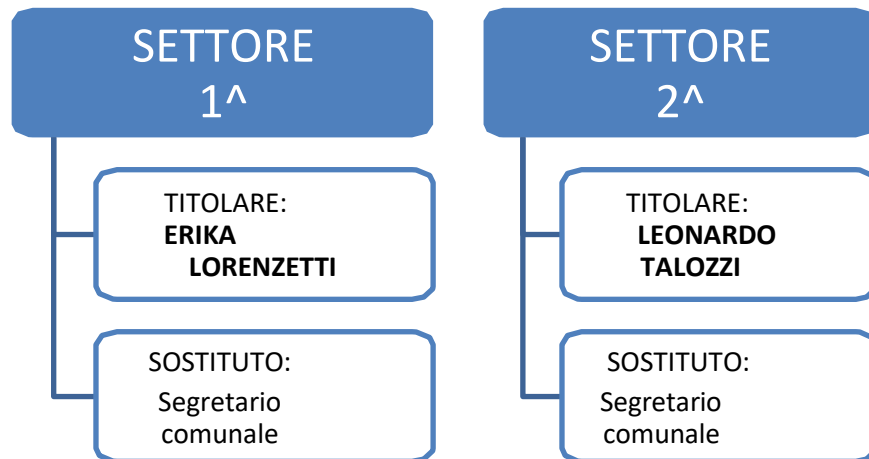 SETTORE
1^
TITOLARE:
ERIKA
LORENZETTI
SOSTITUTO:
Segretario
comunale
SETTORE
2^
TITOLARE:
LEONARDO
TALOZZI
SOSTITUTO:
Segretario
comunale